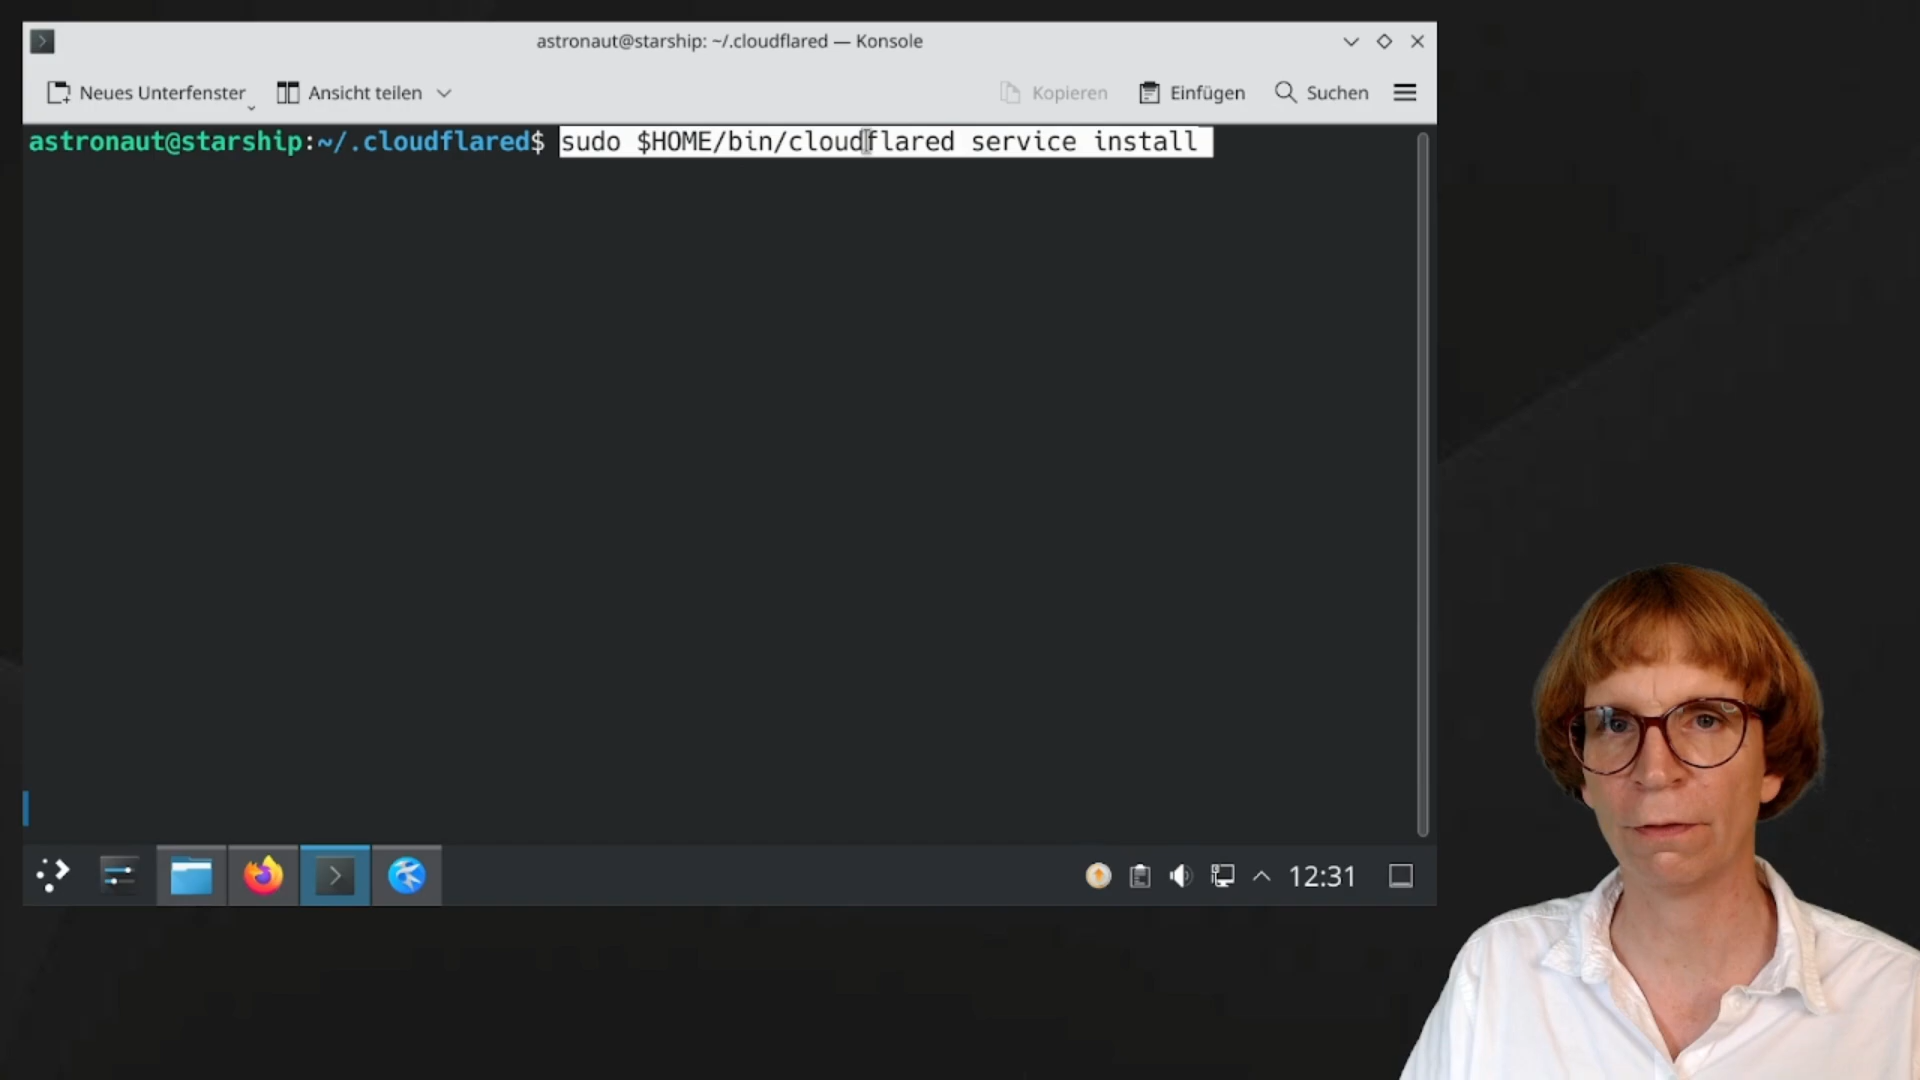 astronaut@starship: ~/.cloudflared — Konsole
Neues Unterfenster Ansicht teilen Kopieren Einfügen Suchen
astronaut@starship:~/.cloudflared$ sudo $HOME/bin/cloudflared service install
12:31